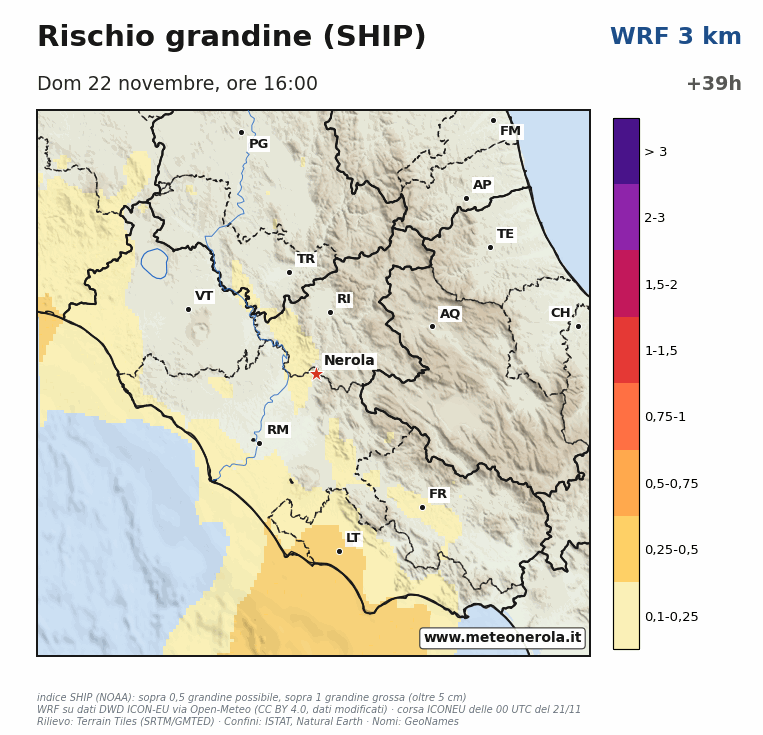 Rischio grandine (SHIP)
WRF 3 km
Dom 22 novembre, ore 16:00
+39h
PG
FM
AP
TE
TR
VT
RI
AQ
CH
Nerola
RM
FR
LT
www.meteonerola.it
> 3
2-3
1,5-2
1-1,5
0,75-1
0,5-0,75
0,25-0,5
0,1-0,25
indice SHIP (NOAA): sopra 0,5 grandine possibile, sopra 1 grandine grossa (oltre 5 cm)
WRF su dati DWD ICON-EU via Open-Meteo (CC BY 4.0, dati modificati) · corsa ICONEU delle 00 UTC del 21/11
Rilievo: Terrain Tiles (SRTM/GMTED) · Confini: ISTAT, Natural Earth · Nomi: GeoNames